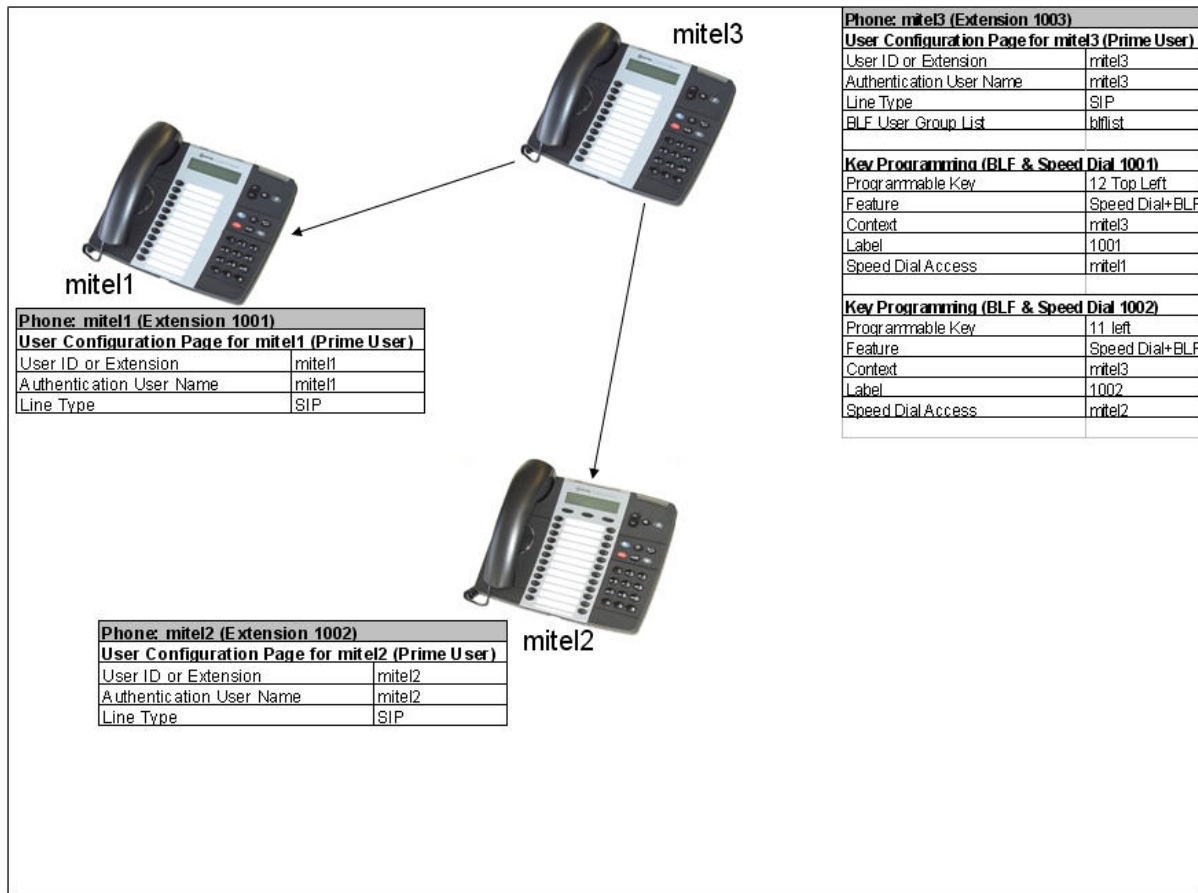 mitel3
mitel1
Phone: mitel1 (Extension 1001)
User Configuration Page for mitel1 (Prime User)
User ID or Extension mitel1
Authentication User Name mitel1
Line Type SIP
mitel2
Phone: mitel2 (Extension 1002)
User Configuration Page for mitel2 (Prime User)
User ID or Extension mitel2
Authentication User Name mitel2
Line Type SIP
Phone: mitel3 (Extension 1003)
User Configuration Page for mitel3 (Prime User)
User ID or Extension mitel3
Authentication User Name mitel3
Line Type SIP
BLF User Group List blflist
Key Programming (BLF & Speed Dial 1001)
Programmable Key 12 Top Left
Feature Speed Dial+BLF
Context mitel3
Label 1001
Speed Dial Access mitel1
Key Programming (BLF & Speed Dial 1002)
Programmable Key 11 left
Feature Speed Dial+BLF
Context mitel3
Label 1002
Speed Dial Access mitel2